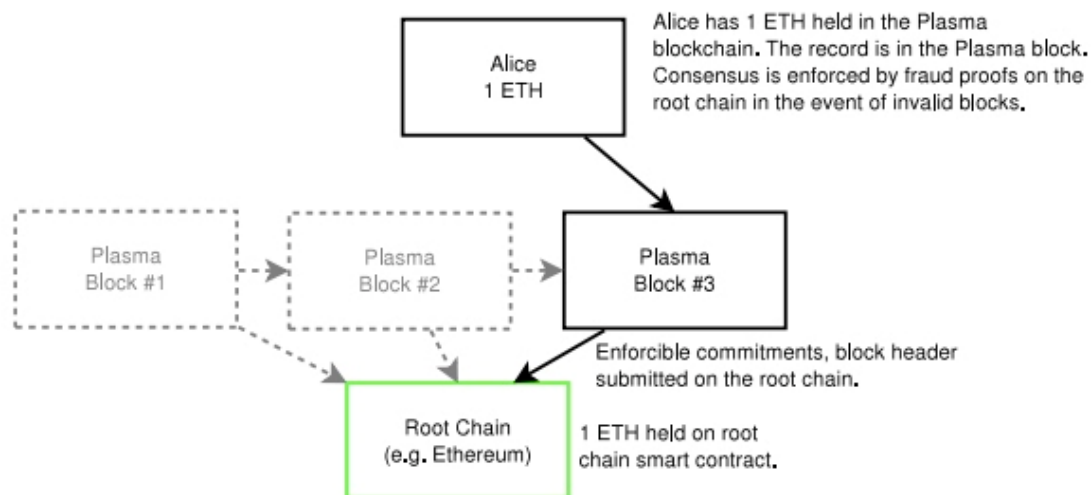 Alice
1 ETH
Alice has 1 ETH held in the Plasma
blockchain. The record is in the Plasma block.
Consensus is enforced by fraud proofs on the
root chain in the event of invalid blocks.
Plasma
Block #1
Plasma
Block #2
Plasma
Block #3
Enforcible commitments, block header
submitted on the root chain.
Root Chain
(e.g. Ethereum)
1 ETH held on root
chain smart contract.